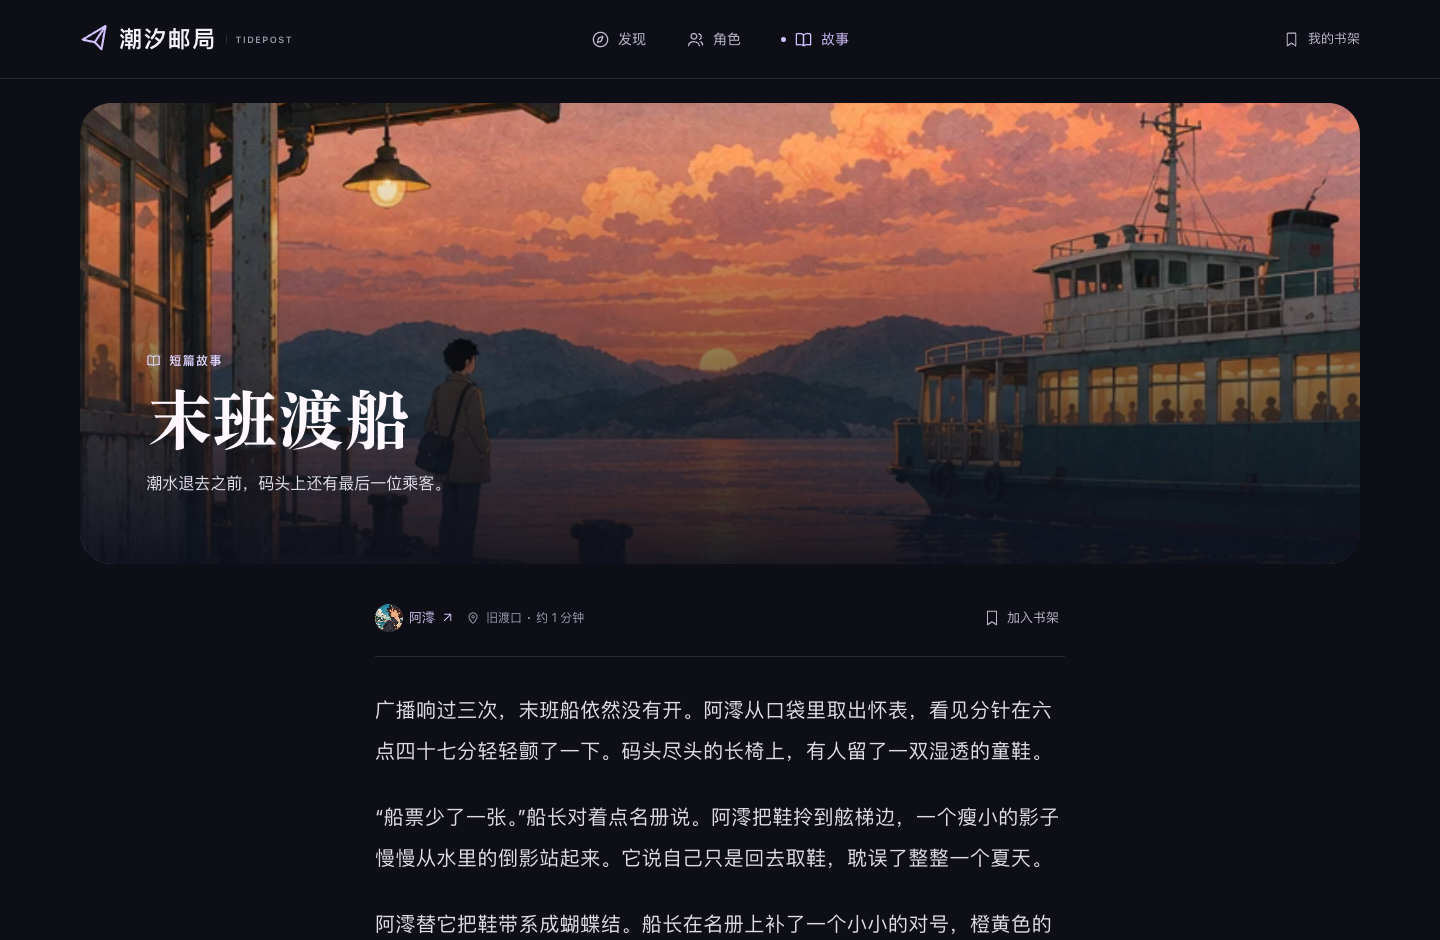 潮汐邮局
TIDEPOST
发现
角色
故事
我的书架
短篇故事
末班渡船
潮水退去之前，码头上还有最后一位乘客。
阿澪
旧渡口 · 约 1 分钟
加入书架
广播响过三次，末班船依然没有开。阿澪从口袋里取出怀表，看见分针在六
点四十七分轻轻颤了一下。码头尽头的长椅上，有人留了一双湿透的童鞋。
“船票少了一张。”船长对着点名册说。阿澪把鞋拎到舷梯边，一个瘦小的影子
慢慢从水里的倒影站起来。它说自己只是回去取鞋，耽误了整整一个夏天。
阿澪替它把鞋带系成蝴蝶结。船长在名册上补了一个小小的对号，橙黄色的